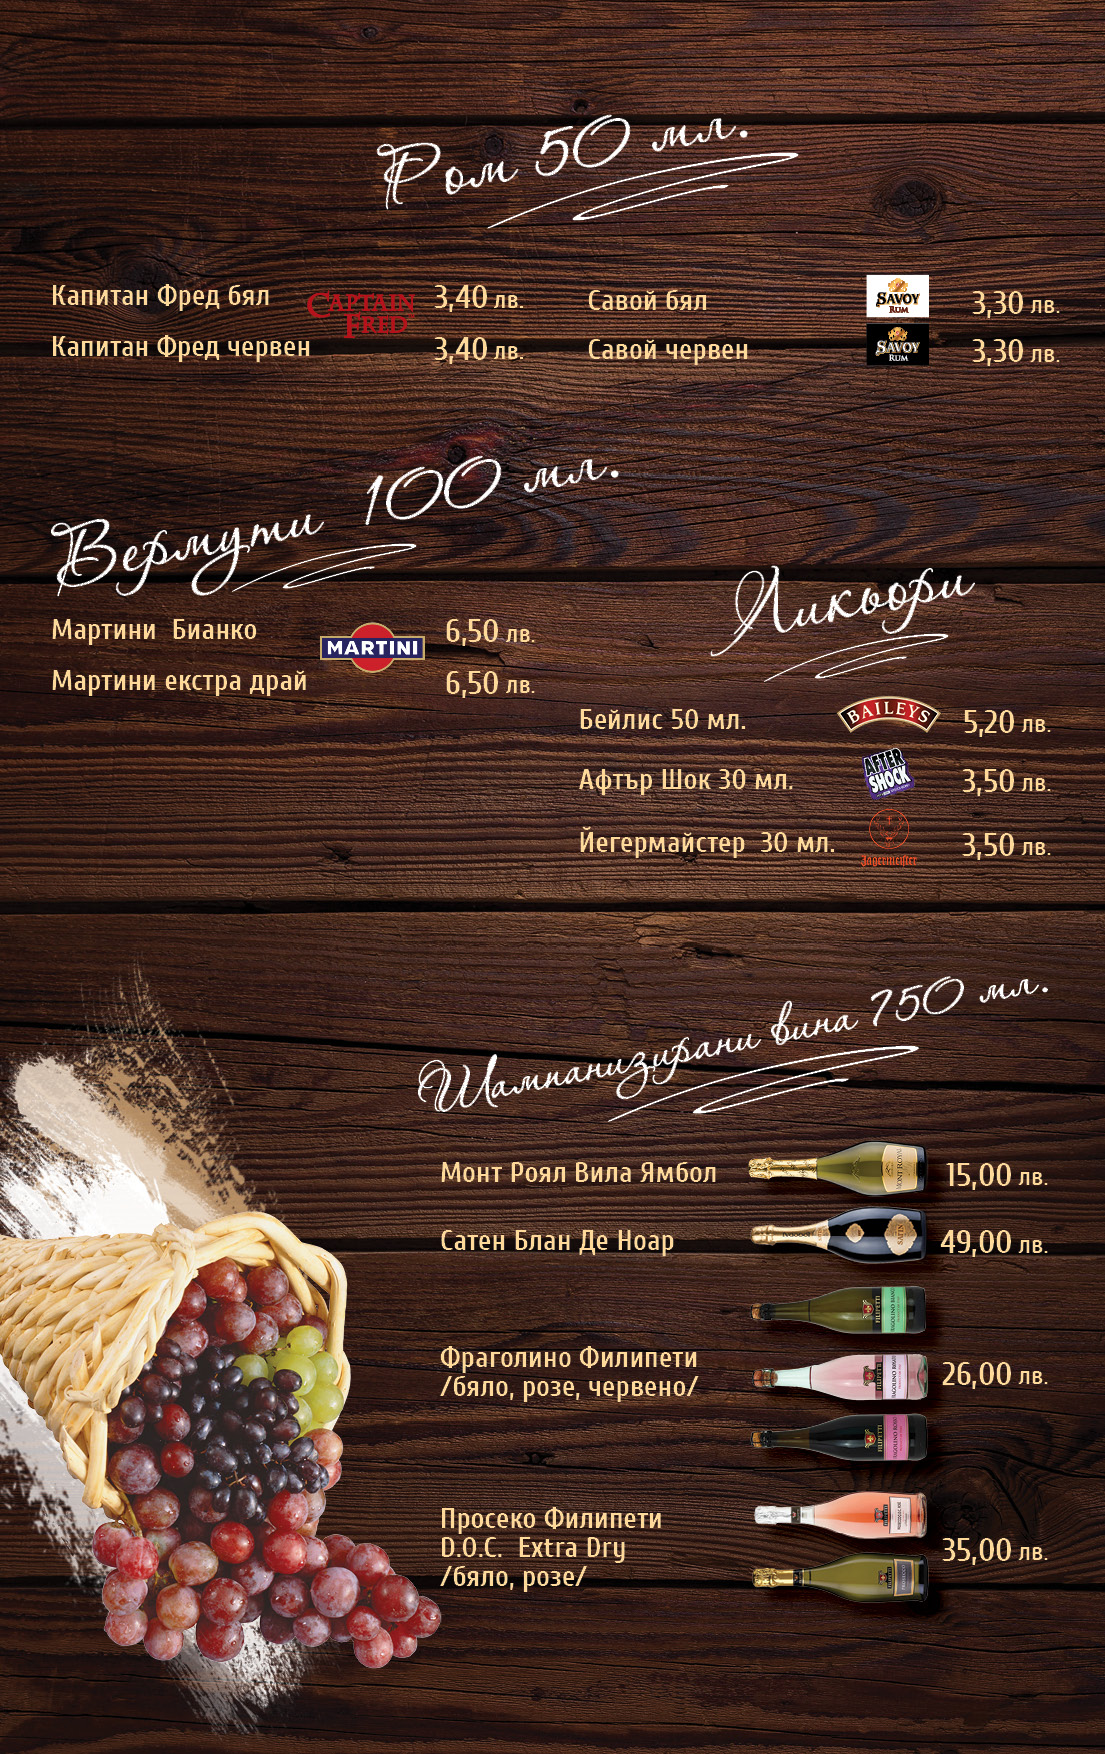 Ром 50 мл.
Капитан Фред бял CAPTAIN FRED 3,40 лв.
Капитан Фред червен 3,40 лв.
Савой бял SAVOY RUM 3,30 лв.
Савой червен SAVOY RUM 3,30 лв.
Вермути 100 мл.
Мартини Бианко MARTINI 6,50 лв.
Мартини екстра драй 6,50 лв.
Ликьори
Бейлис 50 мл. BAILEYS 5,20 лв.
Афтър Шок 30 мл. AFTER SHOCK 3,50 лв.
Йегермайстер 30 мл. Jägermeister 3,50 лв.
Шампанизирани вина 750 мл.
Монт Роял Вила Ямбол 15,00 лв.
Сатен Блан Де Ноар 49,00 лв.
Фраголино Филипети
/бяло, розе, червено/ 26,00 лв.
Просеко Филипети
D.O.C. Extra Dry 35,00 лв.
/бяло, розе/